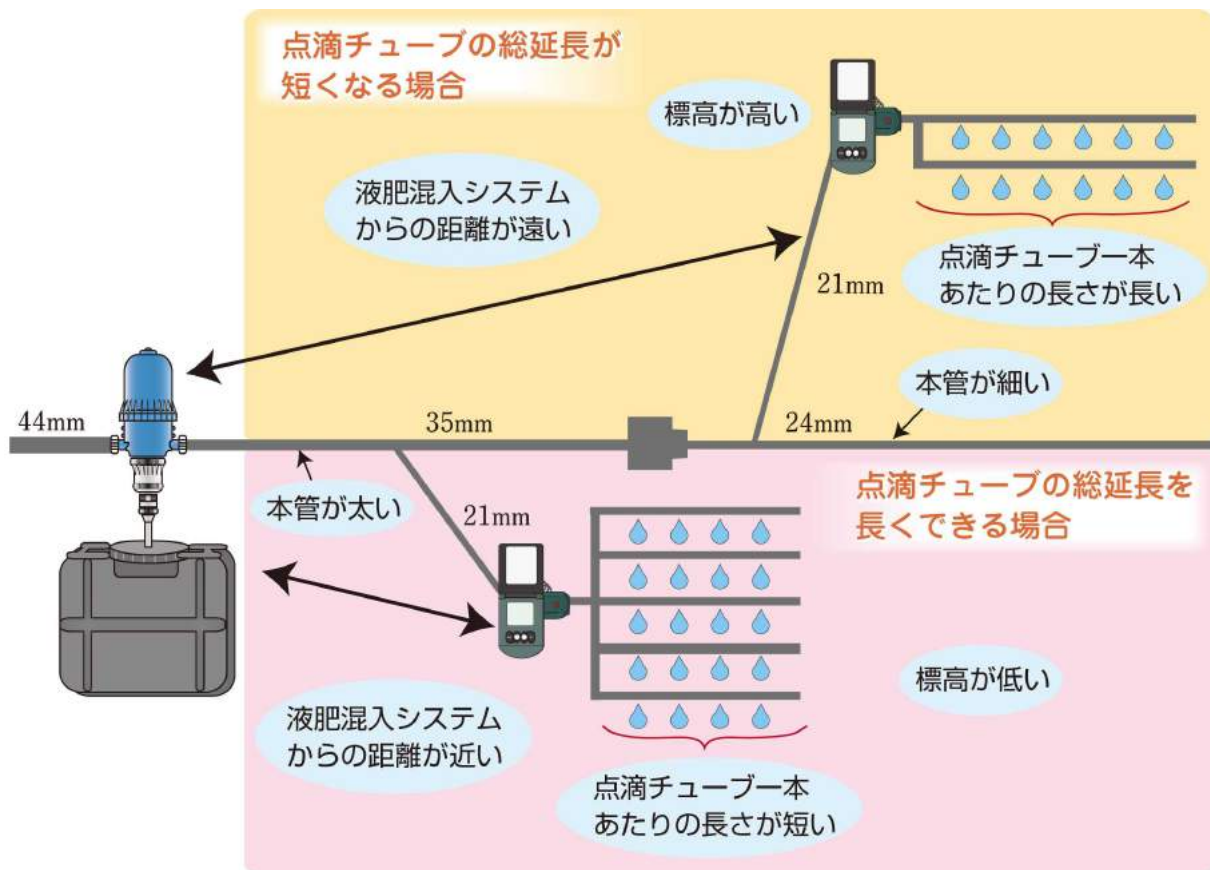 点滴チューブの総延長が
短くなる場合
標高が高い
液肥混入システム
からの距離が遠い
点滴チューブ一本
あたりの長さが長い
21mm
本管が細い
44mm
35mm
24mm
本管が太い
点滴チューブの総延長を
長くできる場合
21mm
標高が低い
液肥混入システム
からの距離が近い
点滴チューブ一本
あたりの長さが短い